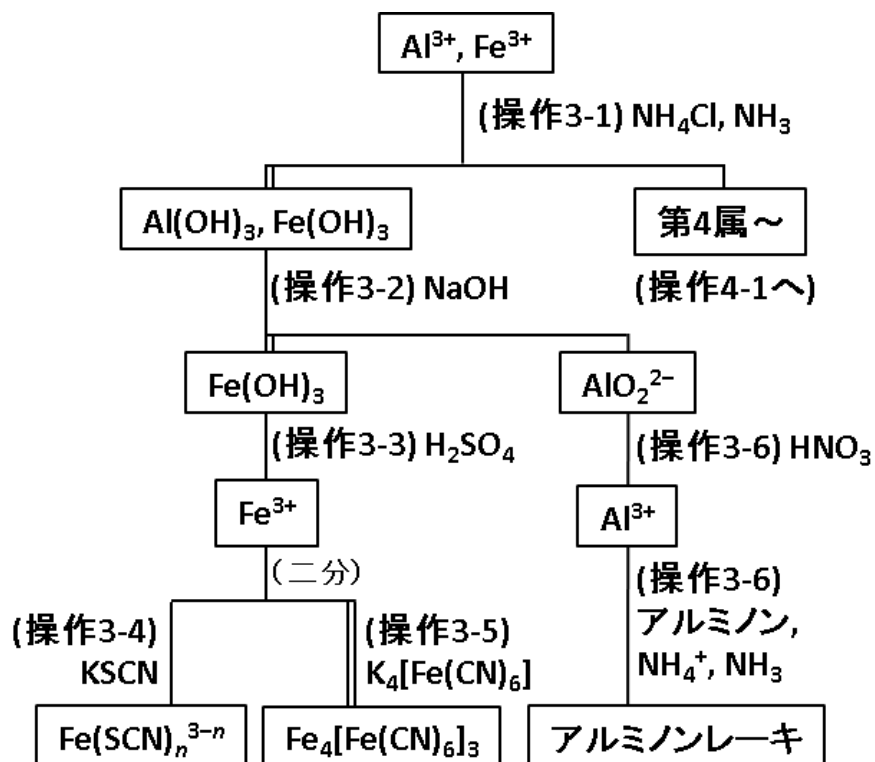 Al³⁺, Fe³⁺
(操作3-1) NH₄Cl, NH₃
Al(OH)₃, Fe(OH)₃
第4属～
(操作3-2) NaOH
(操作4-1へ)
Fe(OH)₃
AlO₂²⁻
(操作3-3) H₂SO₄
(操作3-6) HNO₃
Fe³⁺
Al³⁺
(二分)
(操作3-4)
KSCN
(操作3-5)
K₄[Fe(CN)₆]
(操作3-6)
アルミノン,
NH₄⁺, NH₃
Fe(SCN)ₙ³⁻ⁿ
Fe₄[Fe(CN)₆]₃
アルミノンレーキ